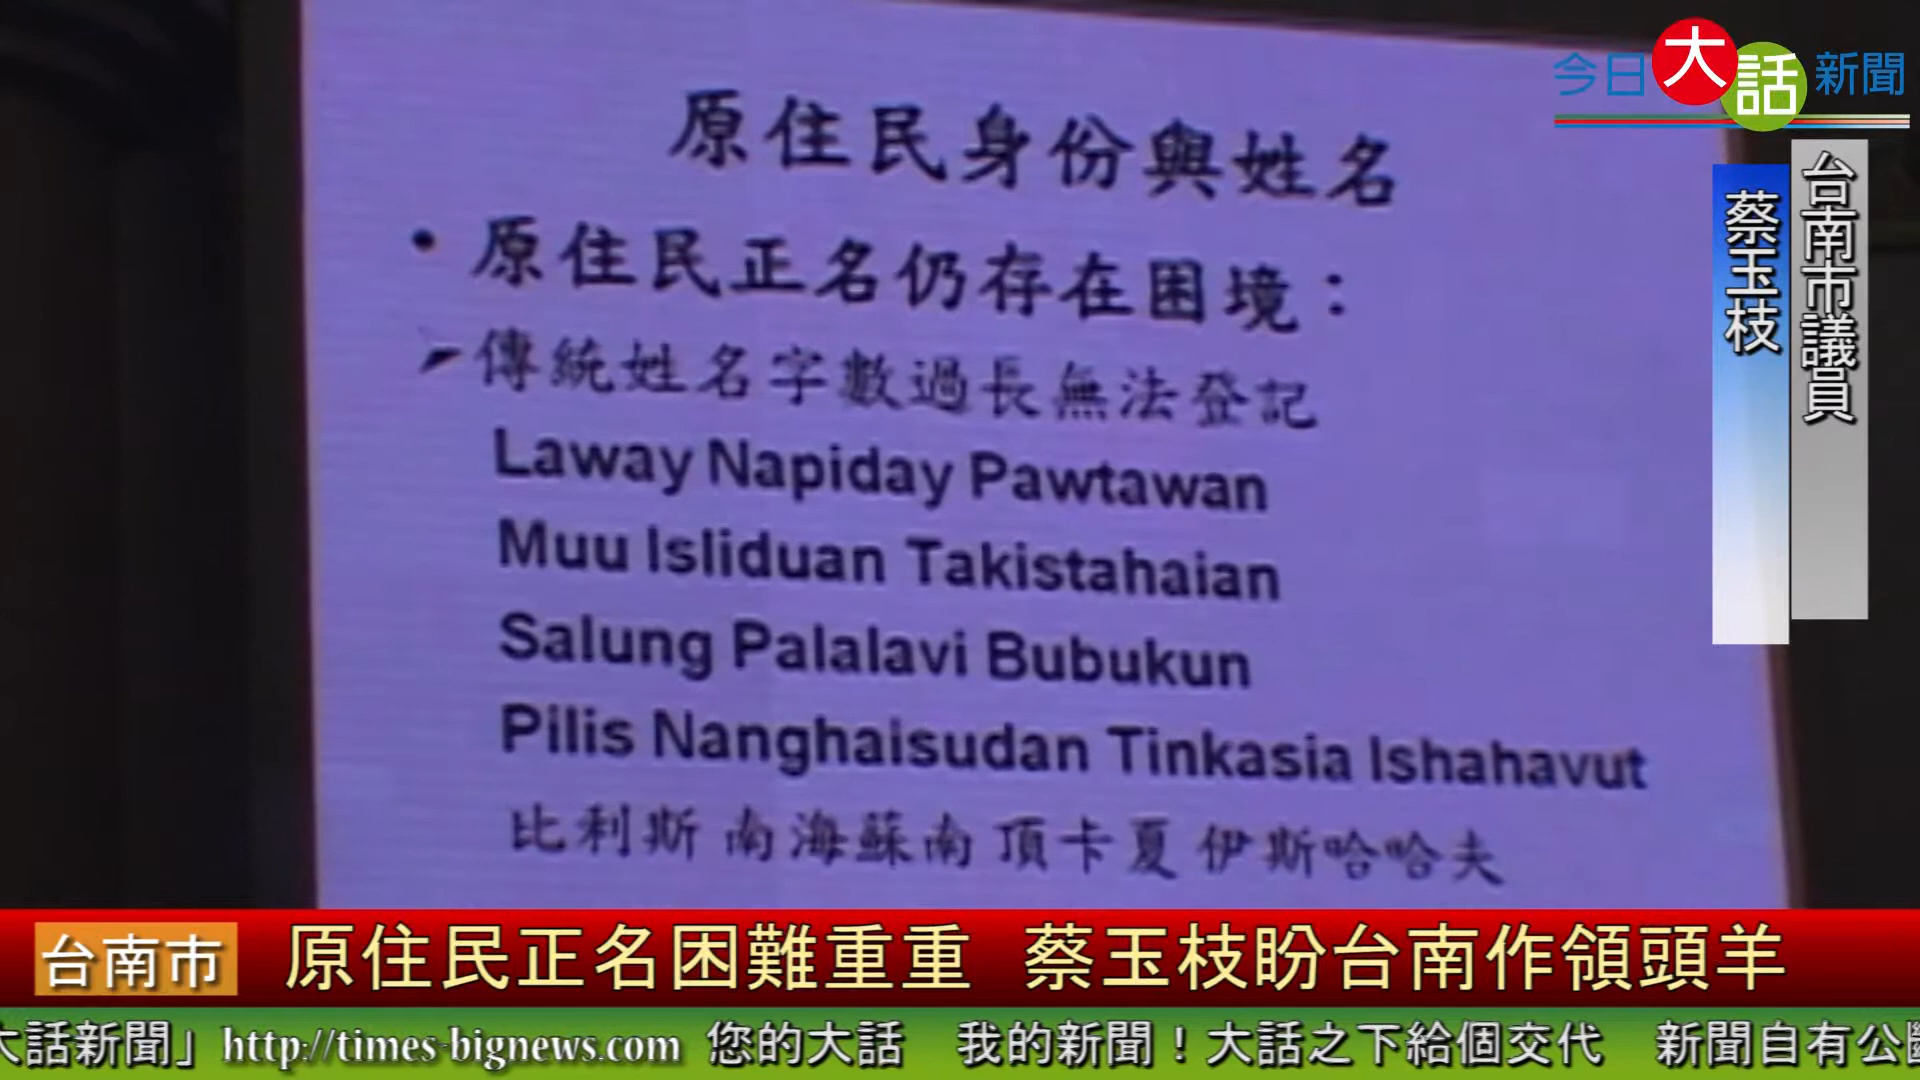 今日大話新聞
台南市議員
蔡玉枝
原住民身份與姓名
• 原住民正名仍存在困境：
➢傳統姓名字數過長無法登記
Laway Napiday Pawtawan
Muu Isliduan Takistahaian
Salung Palalavi Bubukun
Pilis Nanghaisudan Tinkasia Ishahavut
比利斯 南海蘇南 頂卡夏 伊斯哈哈夫
台南市 原住民正名困難重重 蔡玉枝盼台南作領頭羊
大話新聞」http://times-bignews.com 您的大話 我的新聞！大話之下給個交代 新聞自有公斷